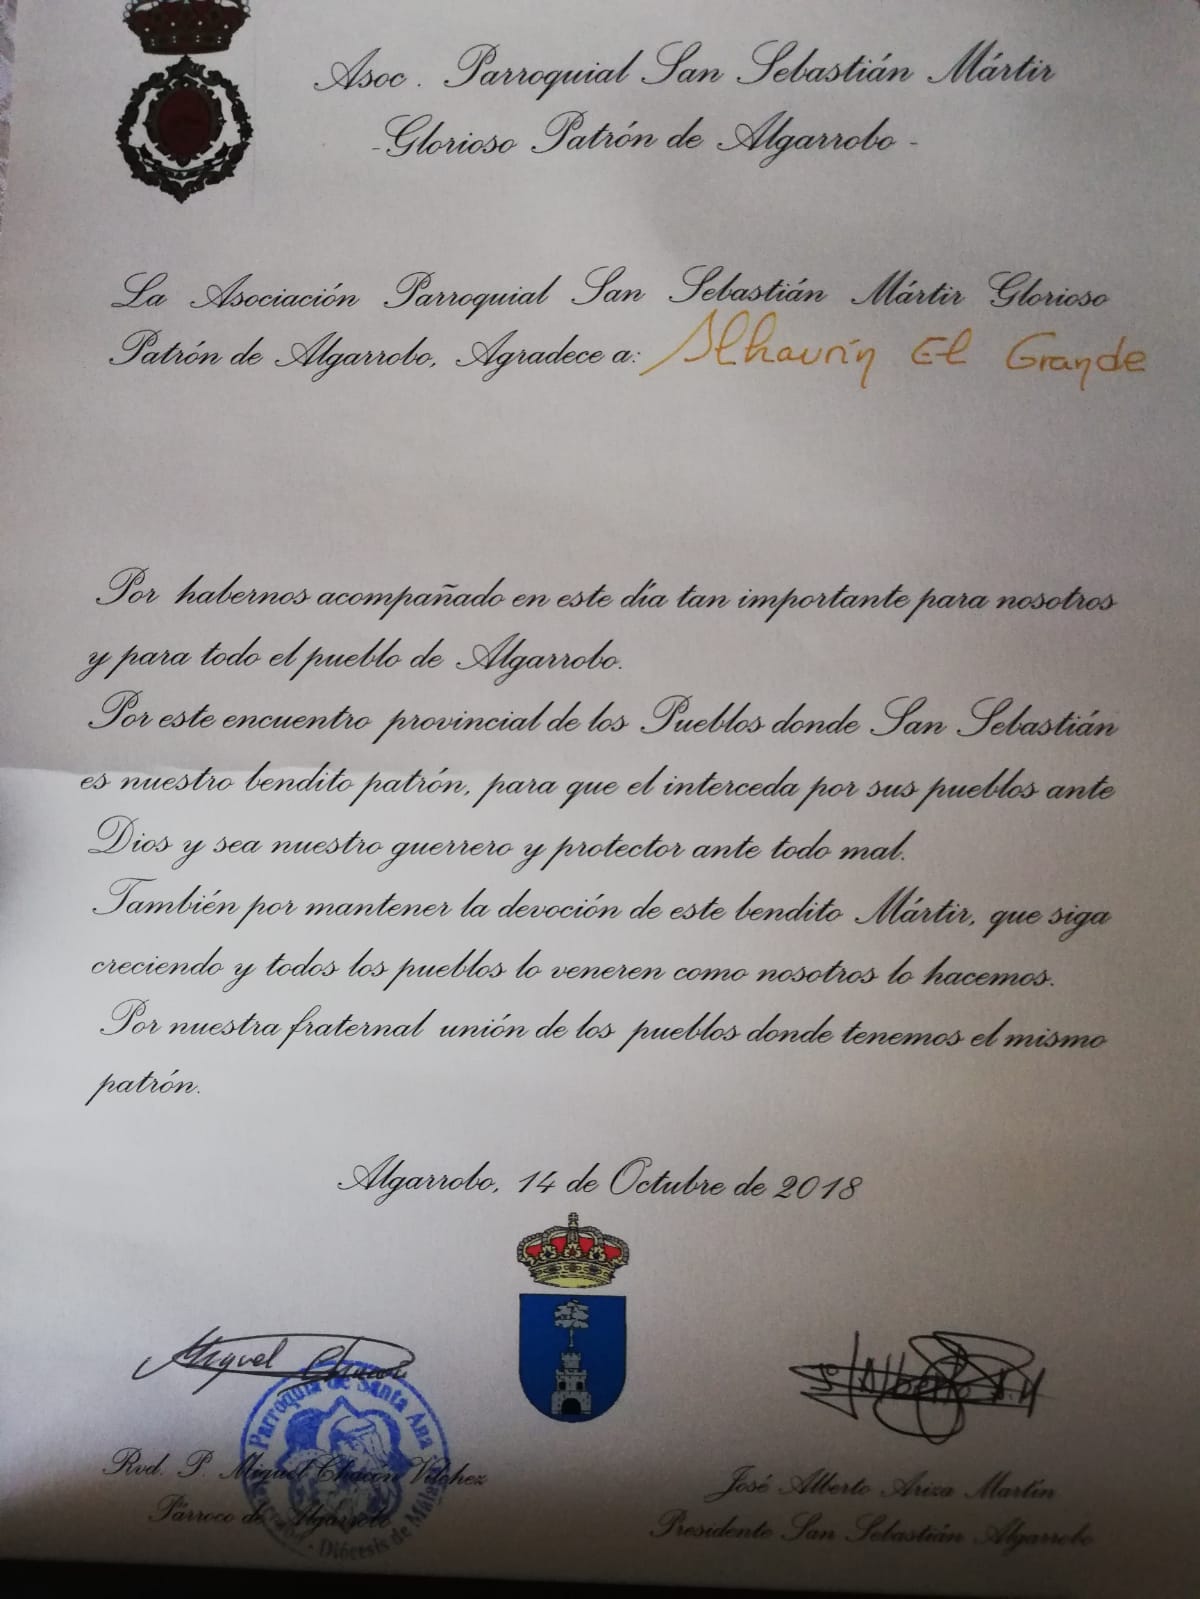 Asoc. Parroquial San Sebastián Mártir
-Glorioso Patrón de Algarrobo -
La Asociación Parroquial San Sebastián Mártir Glorioso
Patrón de Algarrobo, Agradece a: Alhaurín El Grande
Por habernos acompañado en este día tan importante para nosotros
y para todo el pueblo de Algarrobo.
Por este encuentro provincial de los Pueblos donde San Sebastián
es nuestro bendito patrón, para que el interceda por sus pueblos ante
Dios y sea nuestro guerrero y protector ante todo mal.
También por mantener la devoción de este bendito Mártir, que siga
creciendo y todos los pueblos lo veneren como nosotros lo hacemos.
Por nuestra fraternal unión de los pueblos donde tenemos el mismo
patrón.
Algarrobo, 14 de Octubre de 2018
Miguel Chacón
Parroquia de Santa Ana
Diócesis de Málaga
Rvd. P. Miguel Chacón Vilchez
Párroco de Algarrobo
Jo/Alberto A.M
José Alberto Ariza Martín
Presidente San Sebastián Algarrobo